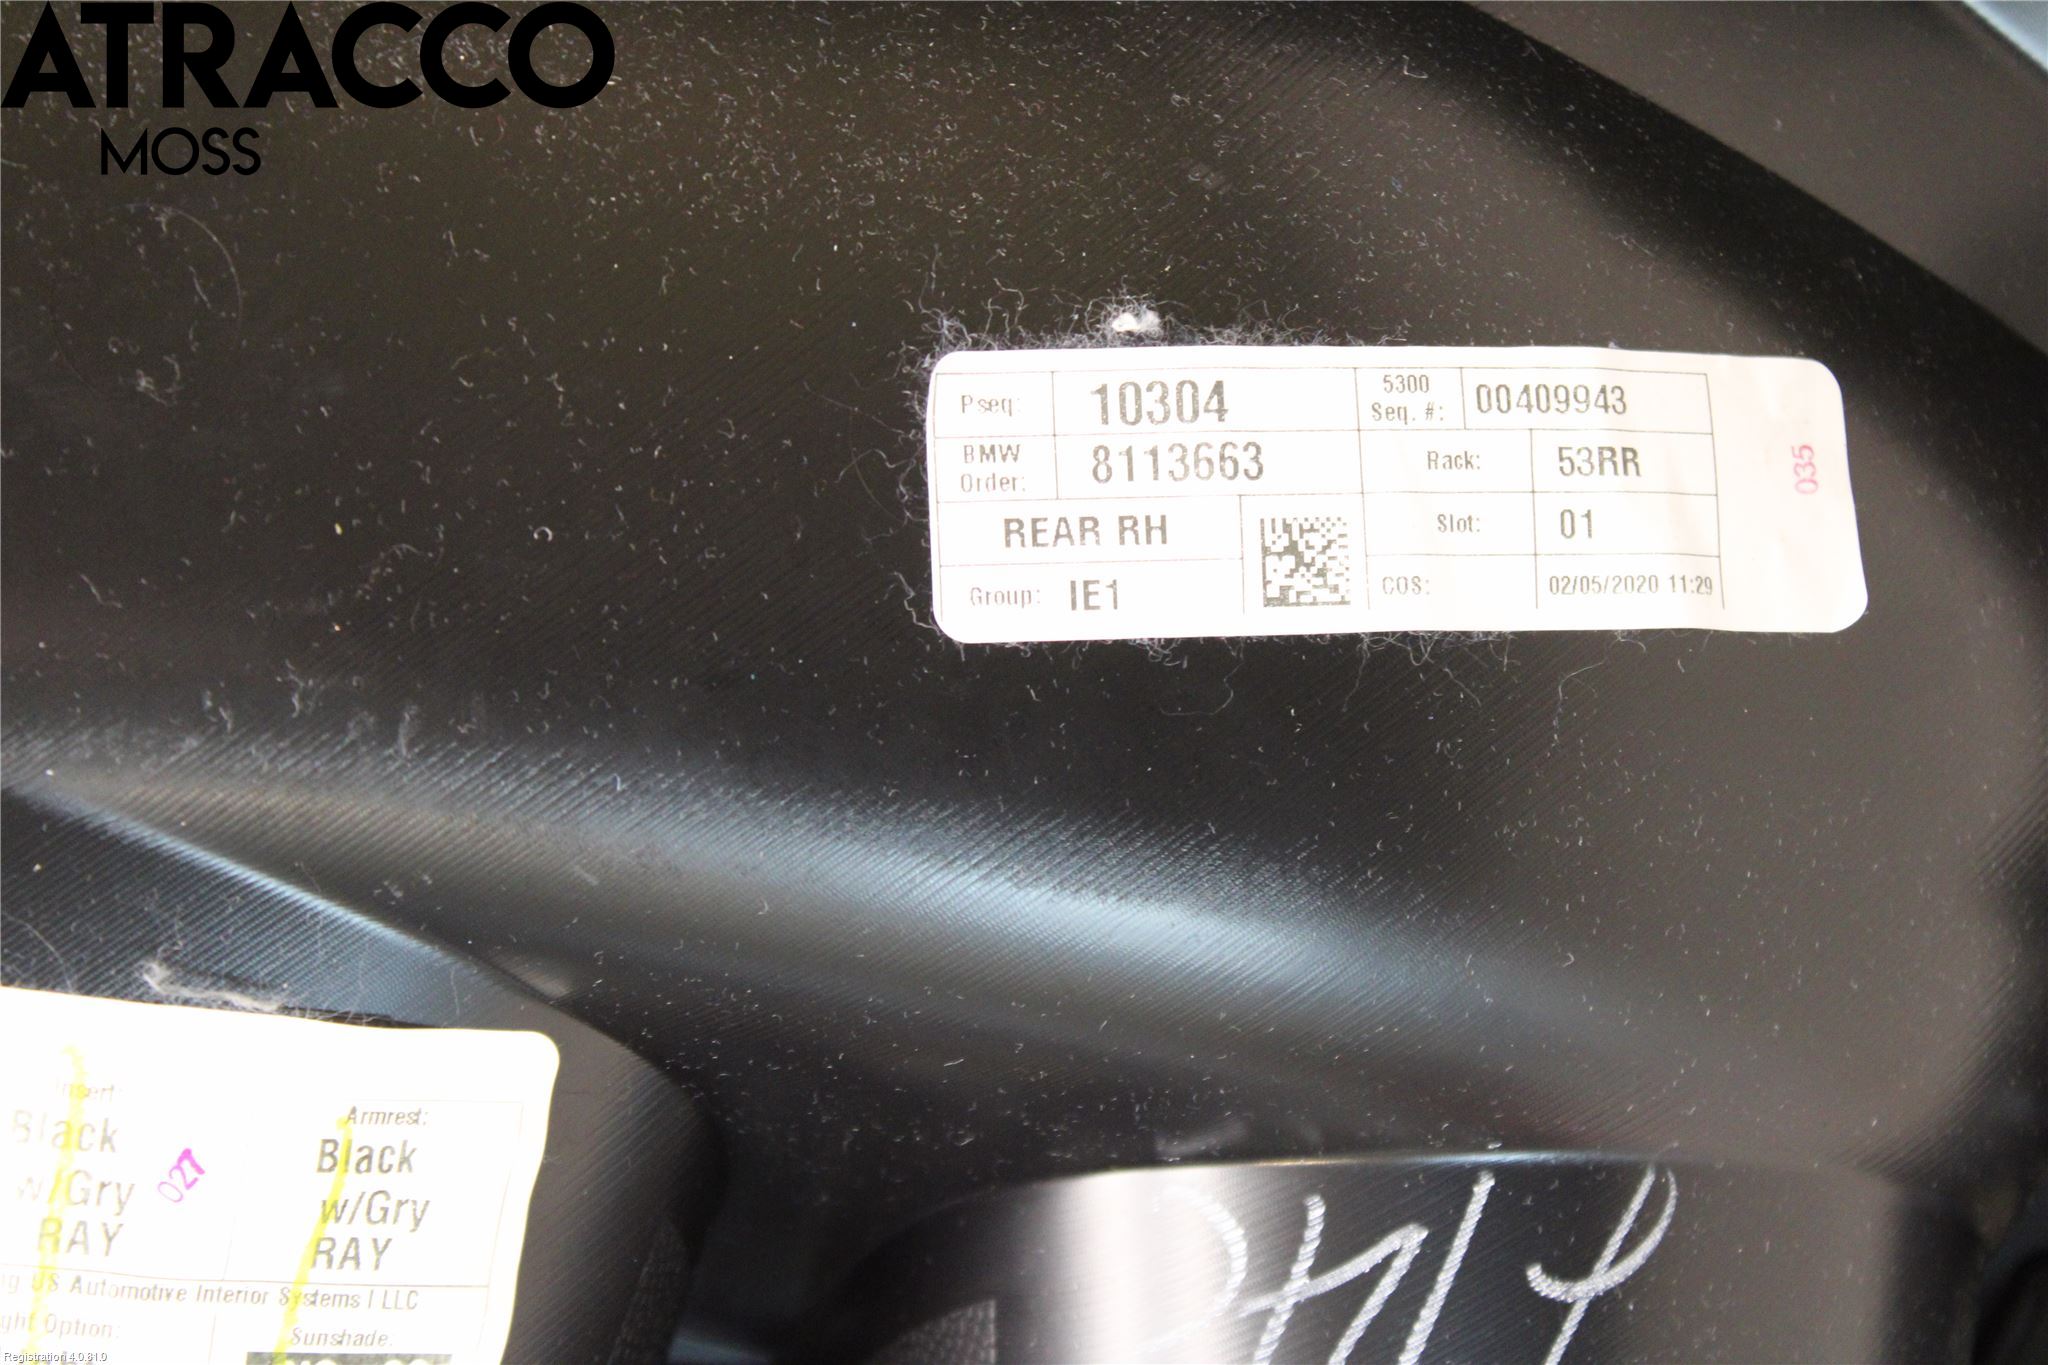 ATRACCO
MOSS
Pseq: 10304 5300 Seq. #: 00409943
BMW Order: 8113663 Rack: 53RR
REAR RH Slot: 01
Group: IE1 COS: 02/05/2020 11:29
035
Insert: Armrest:
Black Black
w/Gry 027 w/Gry
RAY RAY
US Automotive Interior Systems I LLC
Option: Sunshade:
Registration 4.0.81.0